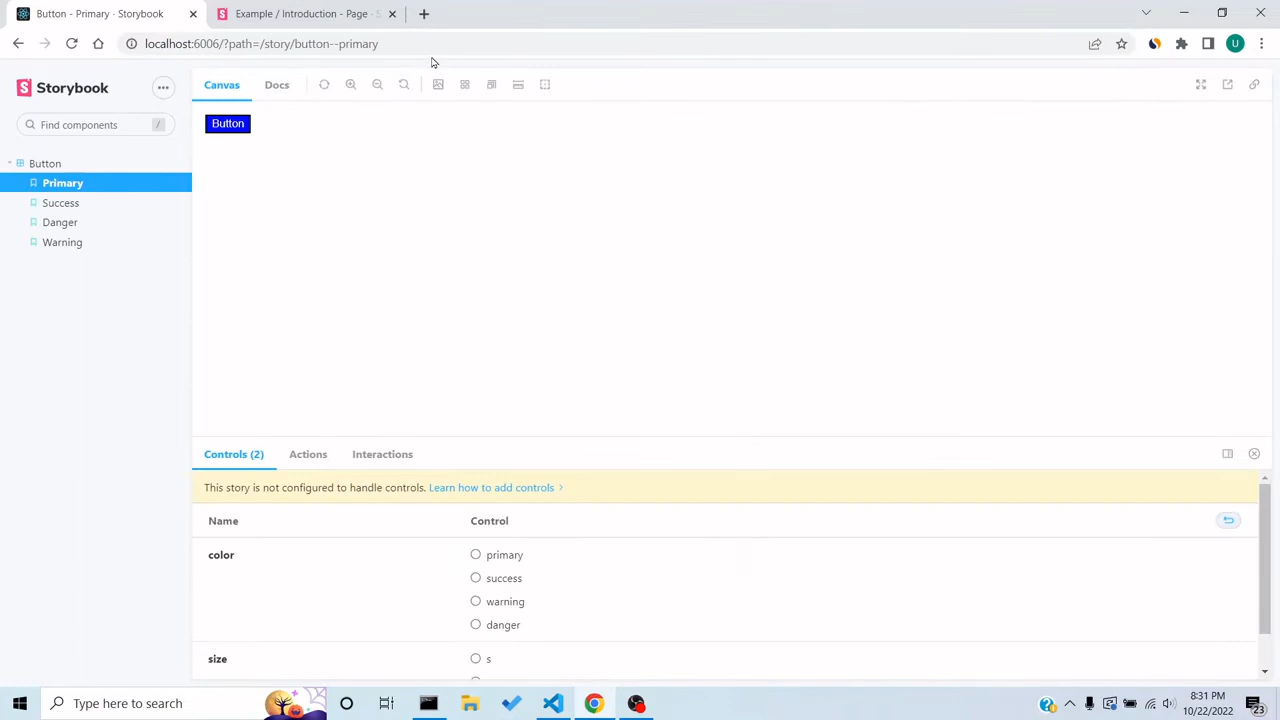 Button - Primary · Storybook
Example / Introduction - Page · S
localhost:6006/?path=/story/button--primary
U
Storybook
Canvas
Docs
Find components
/
Button
Button
Primary
Success
Danger
Warning
Controls (2)
Actions
Interactions
This story is not configured to handle controls. Learn how to add controls
Name
Control
color
primary
success
warning
danger
size
s
Type here to search
8:31 PM
10/22/2022
23